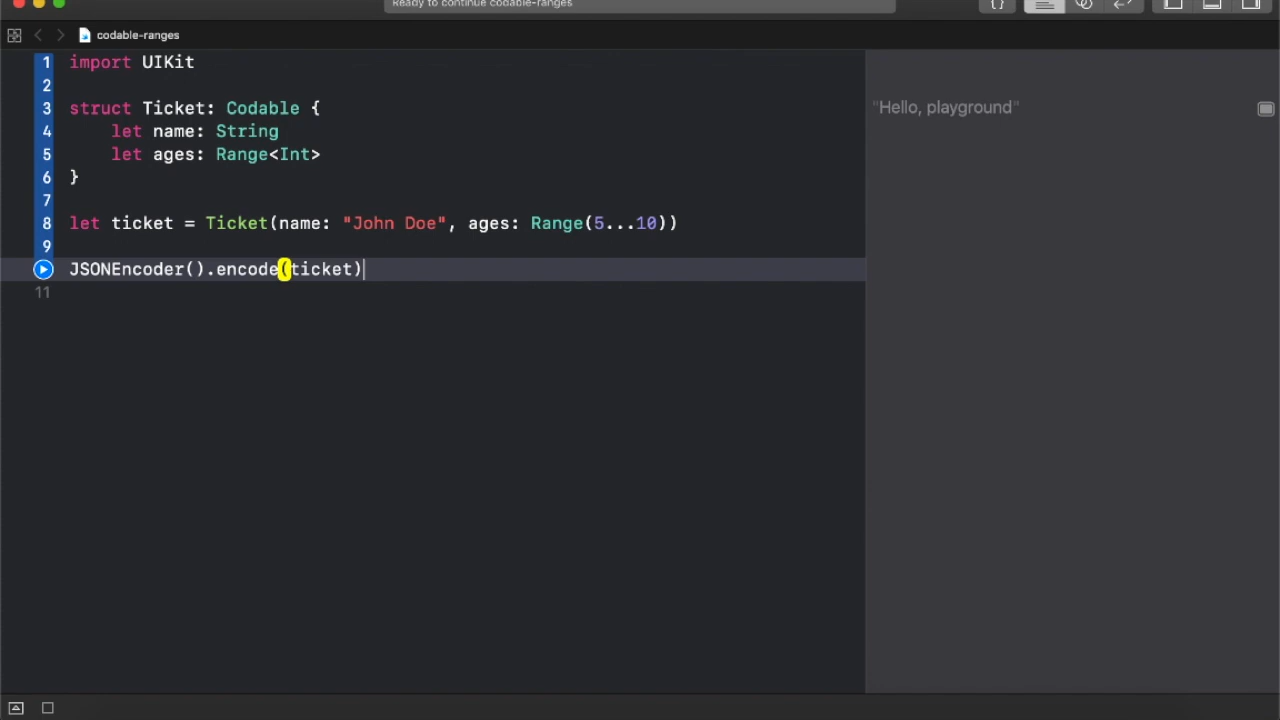 Ready to continue codable-ranges
{}
codable-ranges
1 import UIKit
2
3 struct Ticket: Codable {
"Hello, playground"
4     let name: String
5     let ages: Range<Int>
6 }
7
8 let ticket = Ticket(name: "John Doe", ages: Range(5...10))
9
JSONEncoder().encode(ticket)
11